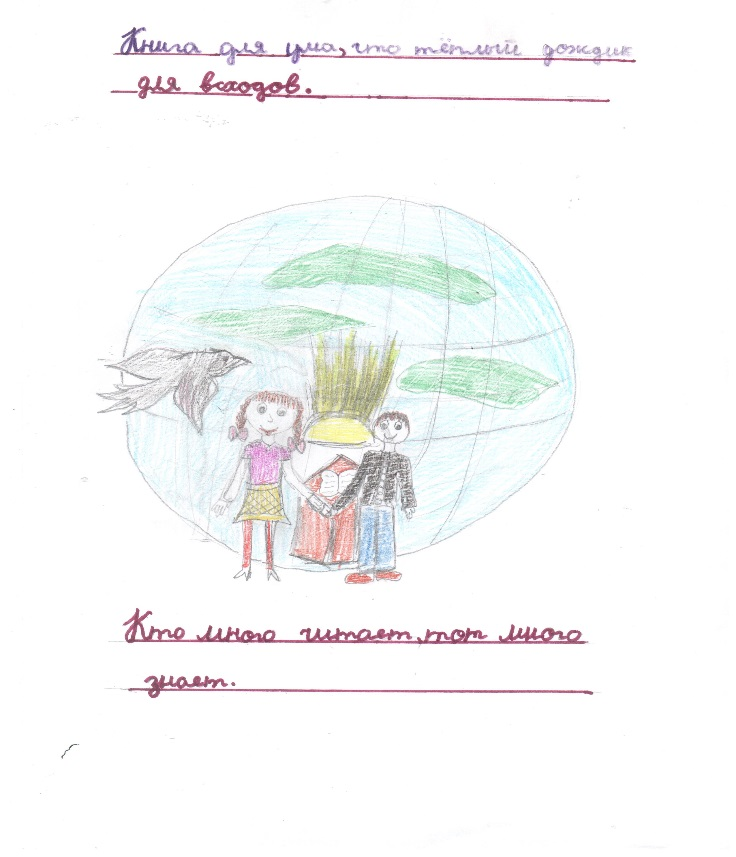 Книга для ума, что тёплый дождик
для всходов.
Кто много читает, тот много
знает.